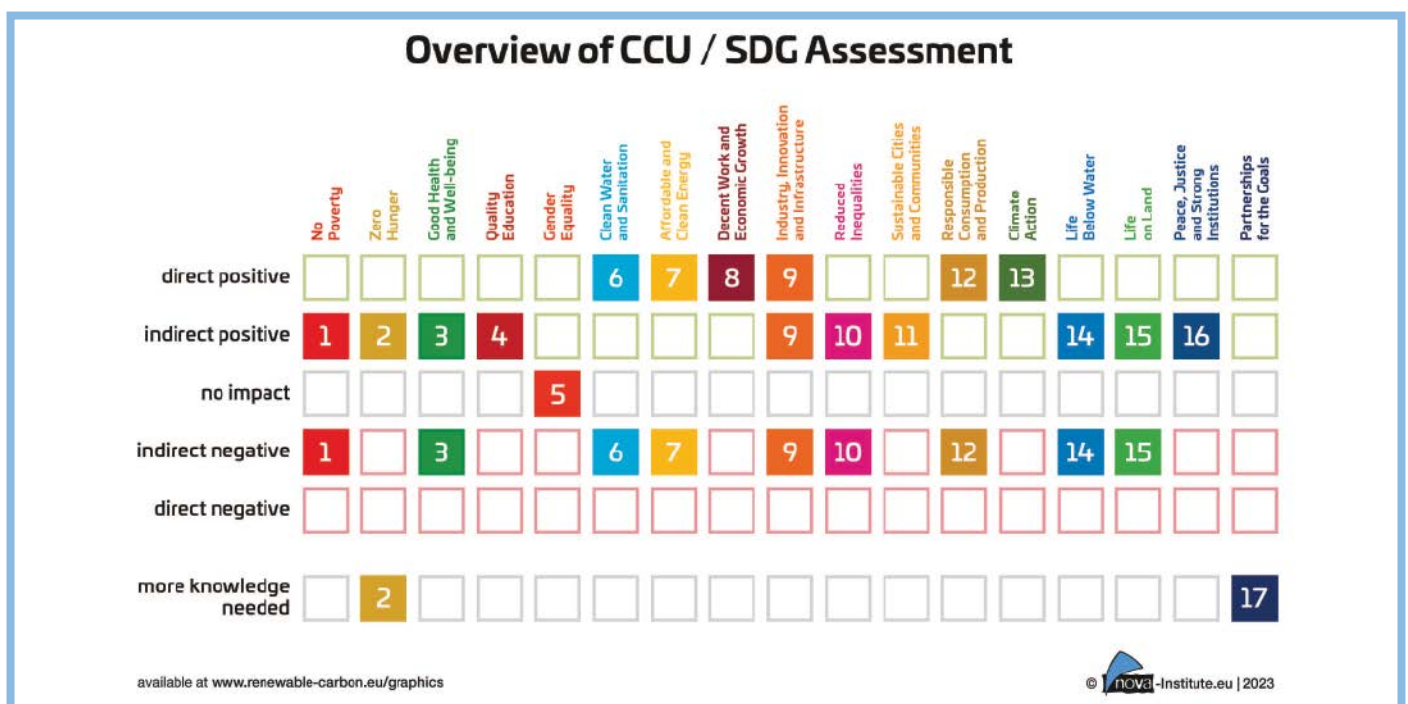 Overview of CCU / SDG Assessment
No
Poverty
Zero
Hunger
Good Health
and Well-being
Quality
Education
Gender
Equality
Clean Water
and Sanitation
Affordable and
Clean Energy
Decent Work and
Economic Growth
Industry, Innovation
and Infrastructure
Reduced
Inequalities
Sustainable Cities
and Communities
Responsible
Consumption
and Production
Climate
Action
Life
Below Water
Life
on Land
Peace, Justice
and Strong
Institutions
Partnerships
for the Goals
direct positive 6 7 8 9 12 13
indirect positive 1 2 3 4 9 10 11 14 15 16
no impact 5
indirect negative 1 3 6 7 9 10 12 14 15
direct negative
more knowledge
needed 2 17
available at www.renewable-carbon.eu/graphics
© nova-Institute.eu | 2023